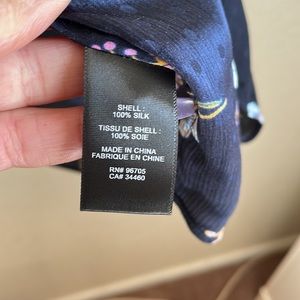 SHELL :
100% SILK
TISSU DE SHELL :
100% SOIE
MADE IN CHINA
FABRIQUE EN CHINE
RN# 96705
CA# 34460